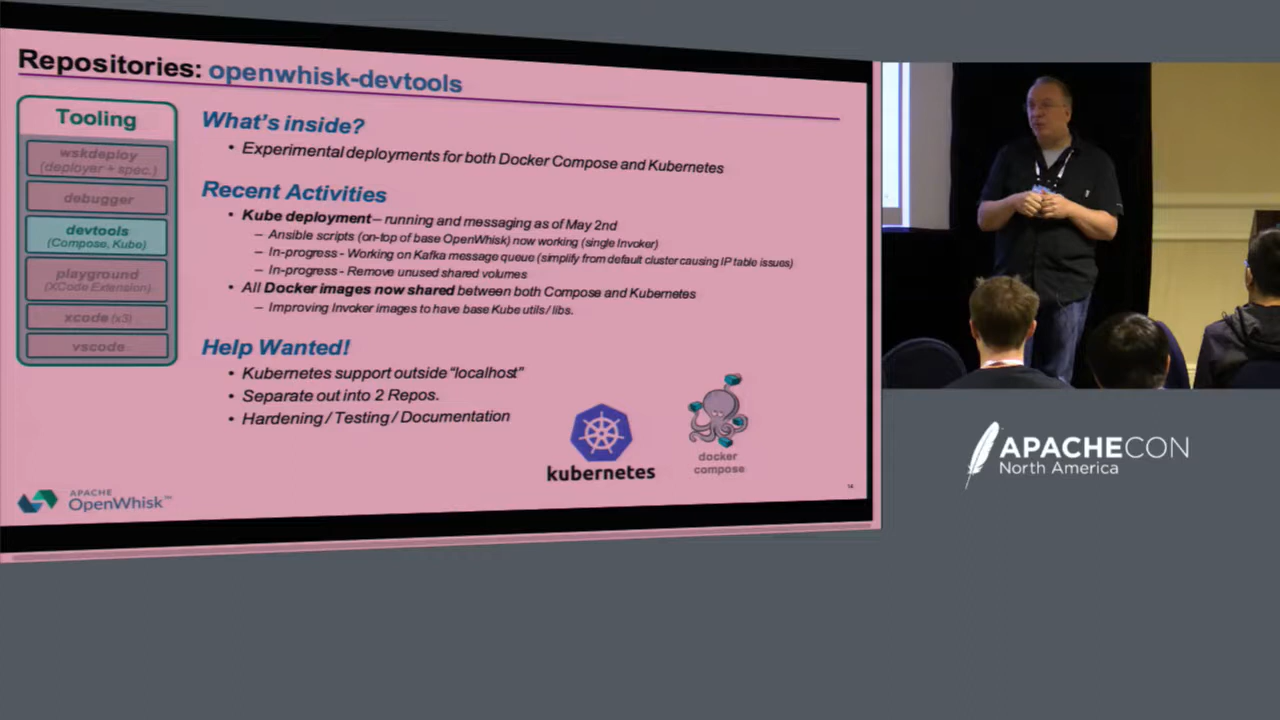 Repositories: openwhisk-devtools
Tooling
wskdeploy
(deployer + spec.)
debugger
devtools
(Compose, Kube)
playground
(XCode Extension)
xcode (x3)
vscode
What's inside?
• Experimental deployments for both Docker Compose and Kubernetes
Recent Activities
• Kube deployment – running and messaging as of May 2nd
– Ansible scripts (on-top of base OpenWhisk) now working (single Invoker)
– In-progress - Working on Kafka message queue (simplify from default cluster causing IP table issues)
– In-progress - Remove unused shared volumes
• All Docker images now shared between both Compose and Kubernetes
– Improving Invoker images to have base Kube utils / libs.
Help Wanted!
• Kubernetes support outside "localhost"
• Separate out into 2 Repos.
• Hardening / Testing / Documentation
kubernetes
docker
compose
APACHE
OpenWhisk™
14
APACHECON
North America